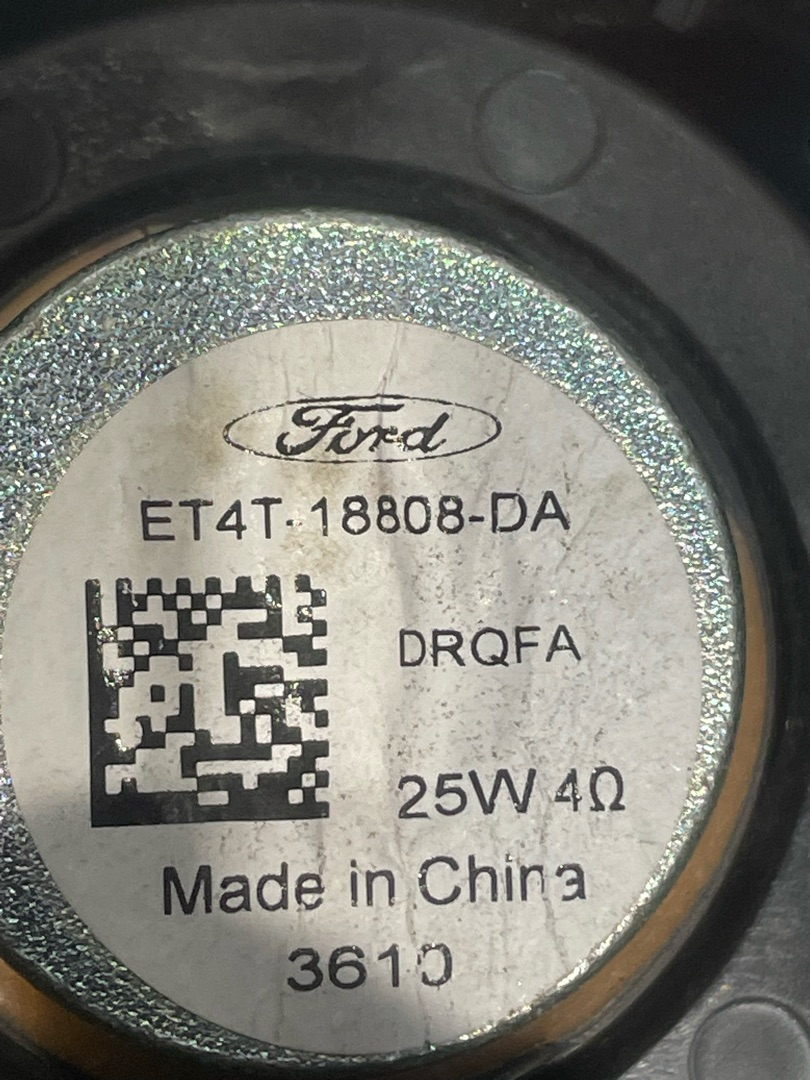 Ford
ET4T-18808-DA
DRQFA
25W 4Ω
Made in China
3610